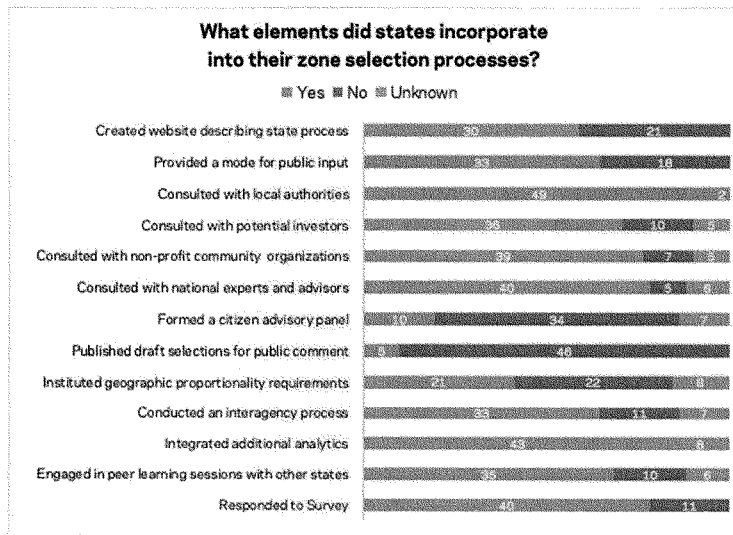 What elements did states incorporate
into their zone selection processes?
Yes No Unknown
Created website describing state process 30 21
Provided a mode for public input 33 18
Consulted with local authorities 49 2
Consulted with potential investors 36 10 5
Consulted with non-profit community organizations 39 7 5
Consulted with national experts and advisors 40 5 6
Formed a citizen advisory panel 10 34 7
Published draft selections for public comment 5 46
Instituted geographic proportionality requirements 21 22 8
Conducted an interagency process 33 11 7
Integrated additional analytics 43 8
Engaged in peer learning sessions with other states 35 10 6
Responded to Survey 40 11